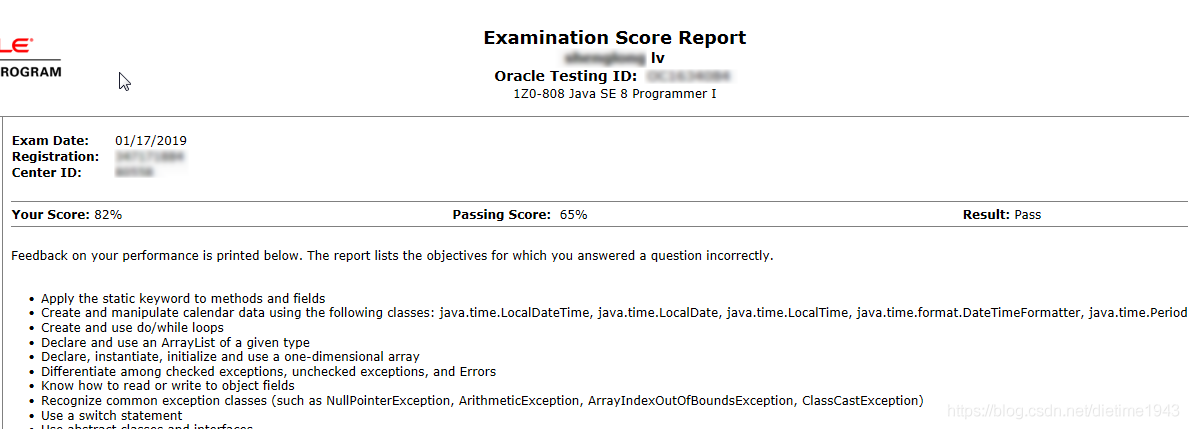 LE
Examination Score Report
lv
ROGRAM
Oracle Testing ID:
1Z0-808 Java SE 8 Programmer I
Exam Date: 01/17/2019
Registration:
Center ID:
Your Score: 82% Passing Score: 65% Result: Pass
Feedback on your performance is printed below. The report lists the objectives for which you answered a question incorrectly.
• Apply the static keyword to methods and fields
• Create and manipulate calendar data using the following classes: java.time.LocalDateTime, java.time.LocalDate, java.time.LocalTime, java.time.format.DateTimeFormatter, java.time.Period
• Create and use do/while loops
• Declare and use an ArrayList of a given type
• Declare, instantiate, initialize and use a one-dimensional array
• Differentiate among checked exceptions, unchecked exceptions, and Errors
• Know how to read or write to object fields
• Recognize common exception classes (such as NullPointerException, ArithmeticException, ArrayIndexOutOfBoundsException, ClassCastException)
• Use a switch statement
• Use abstract classes and interfaces
https://blog.csdn.net/dietime1943